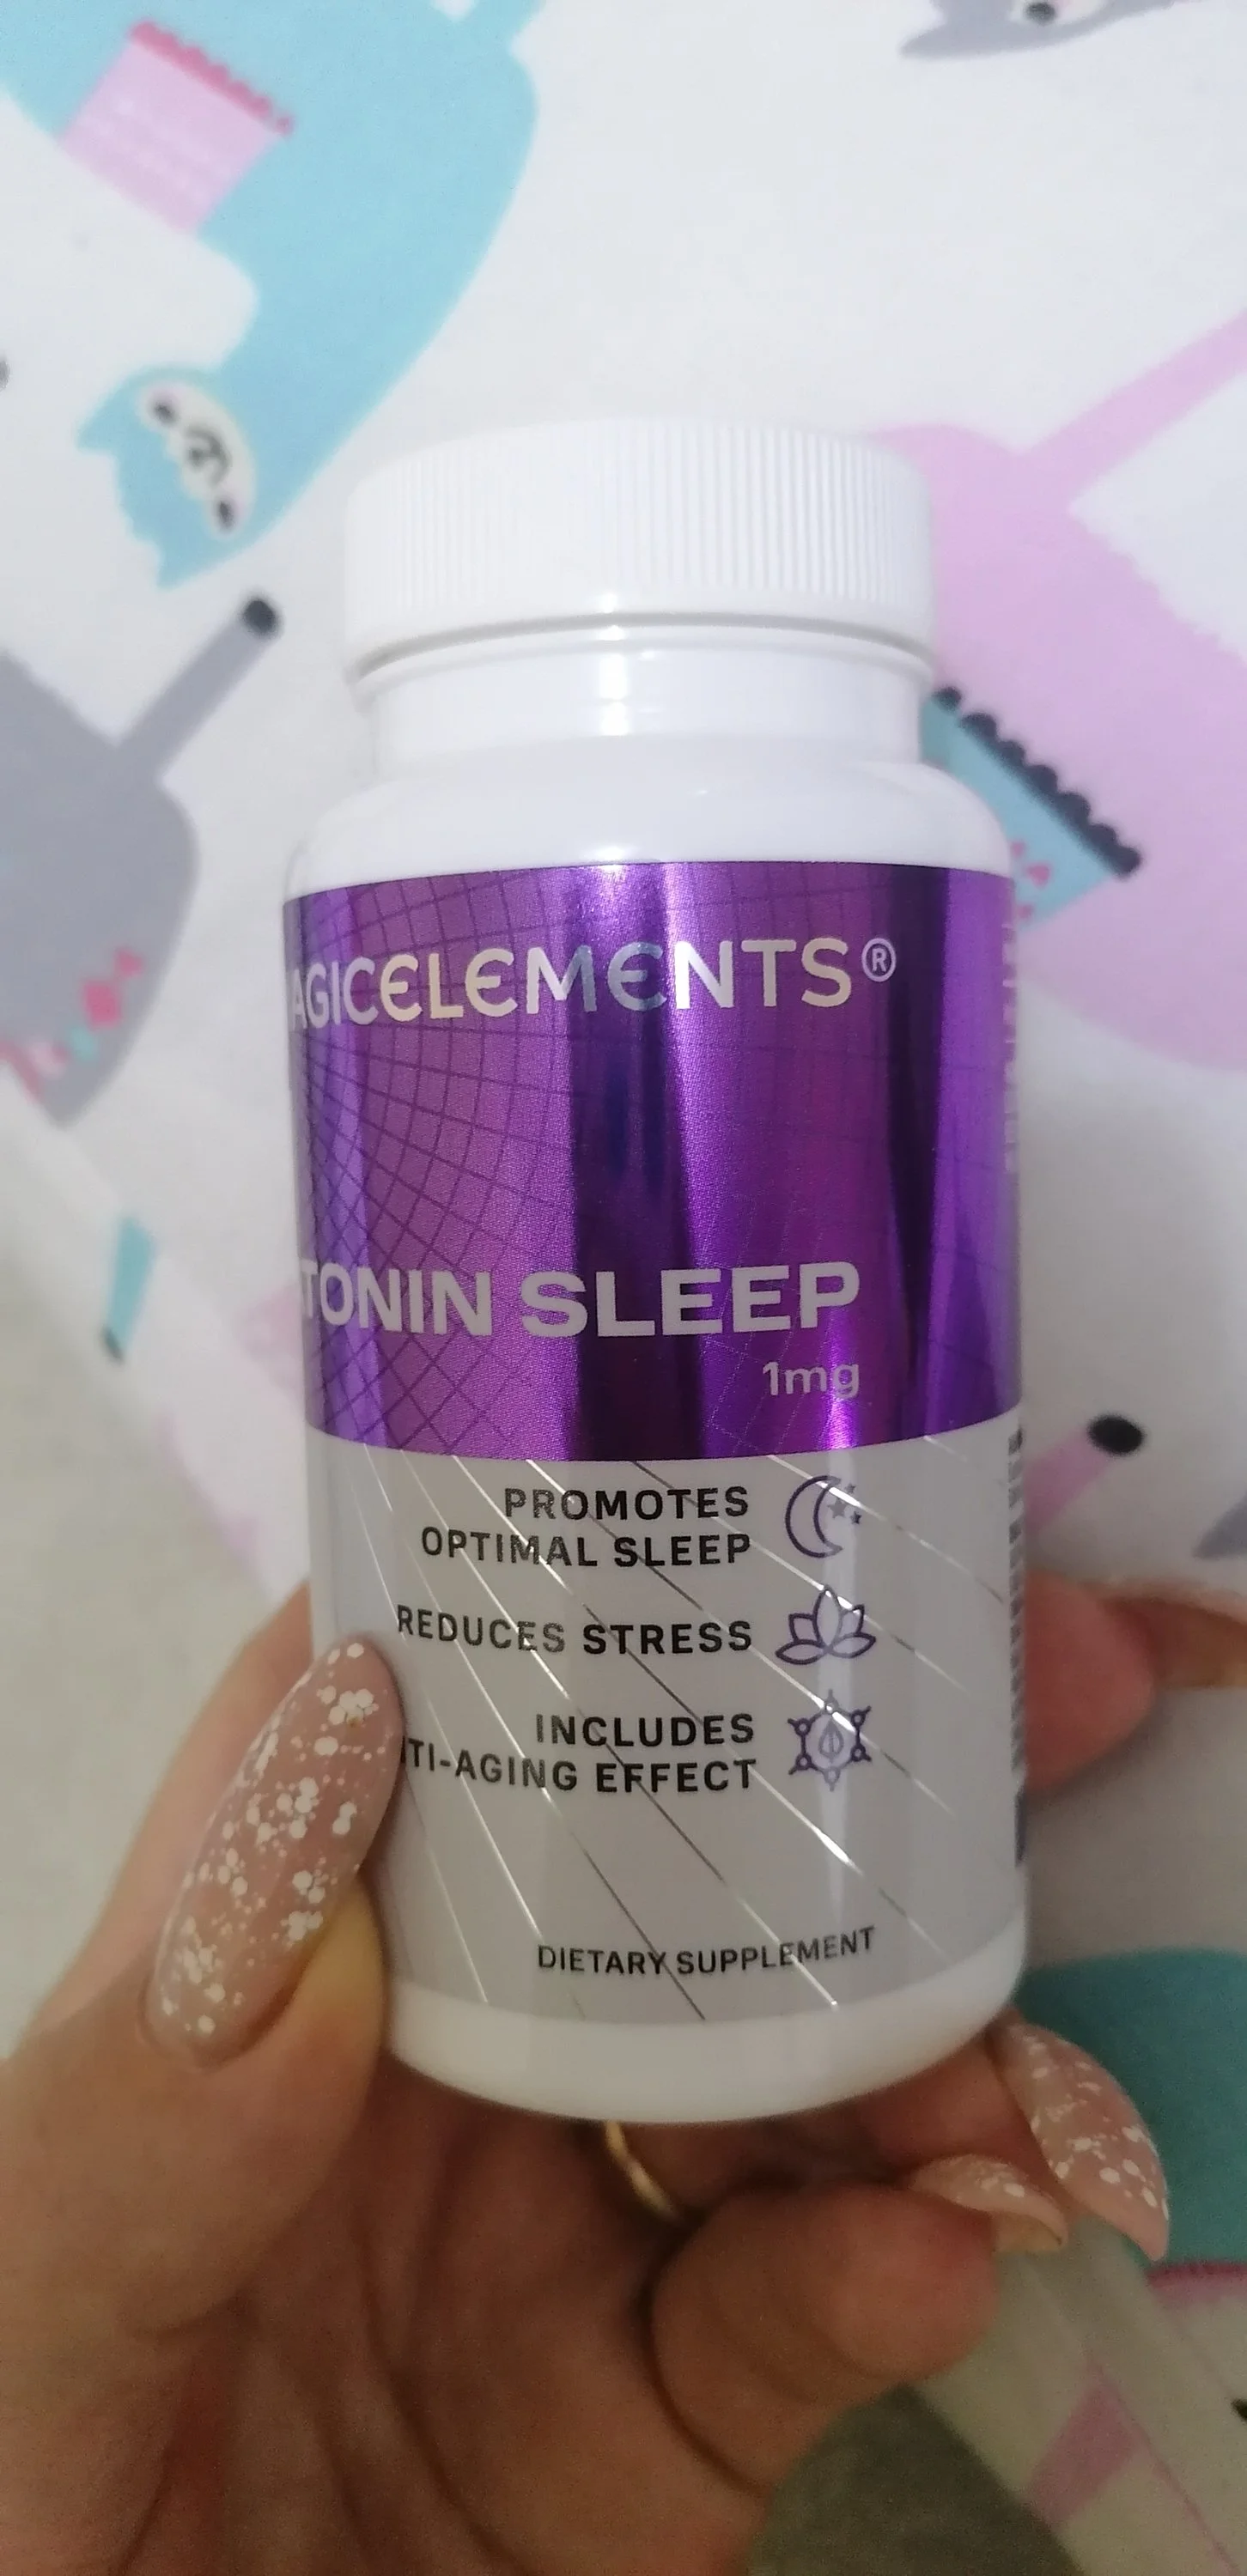 AGICELEMENTS®
TONIN SLEEP
1mg
PROMOTES
OPTIMAL SLEEP
REDUCES STRESS
INCLUDES
TI-AGING EFFECT
DIETARY SUPPLEMENT